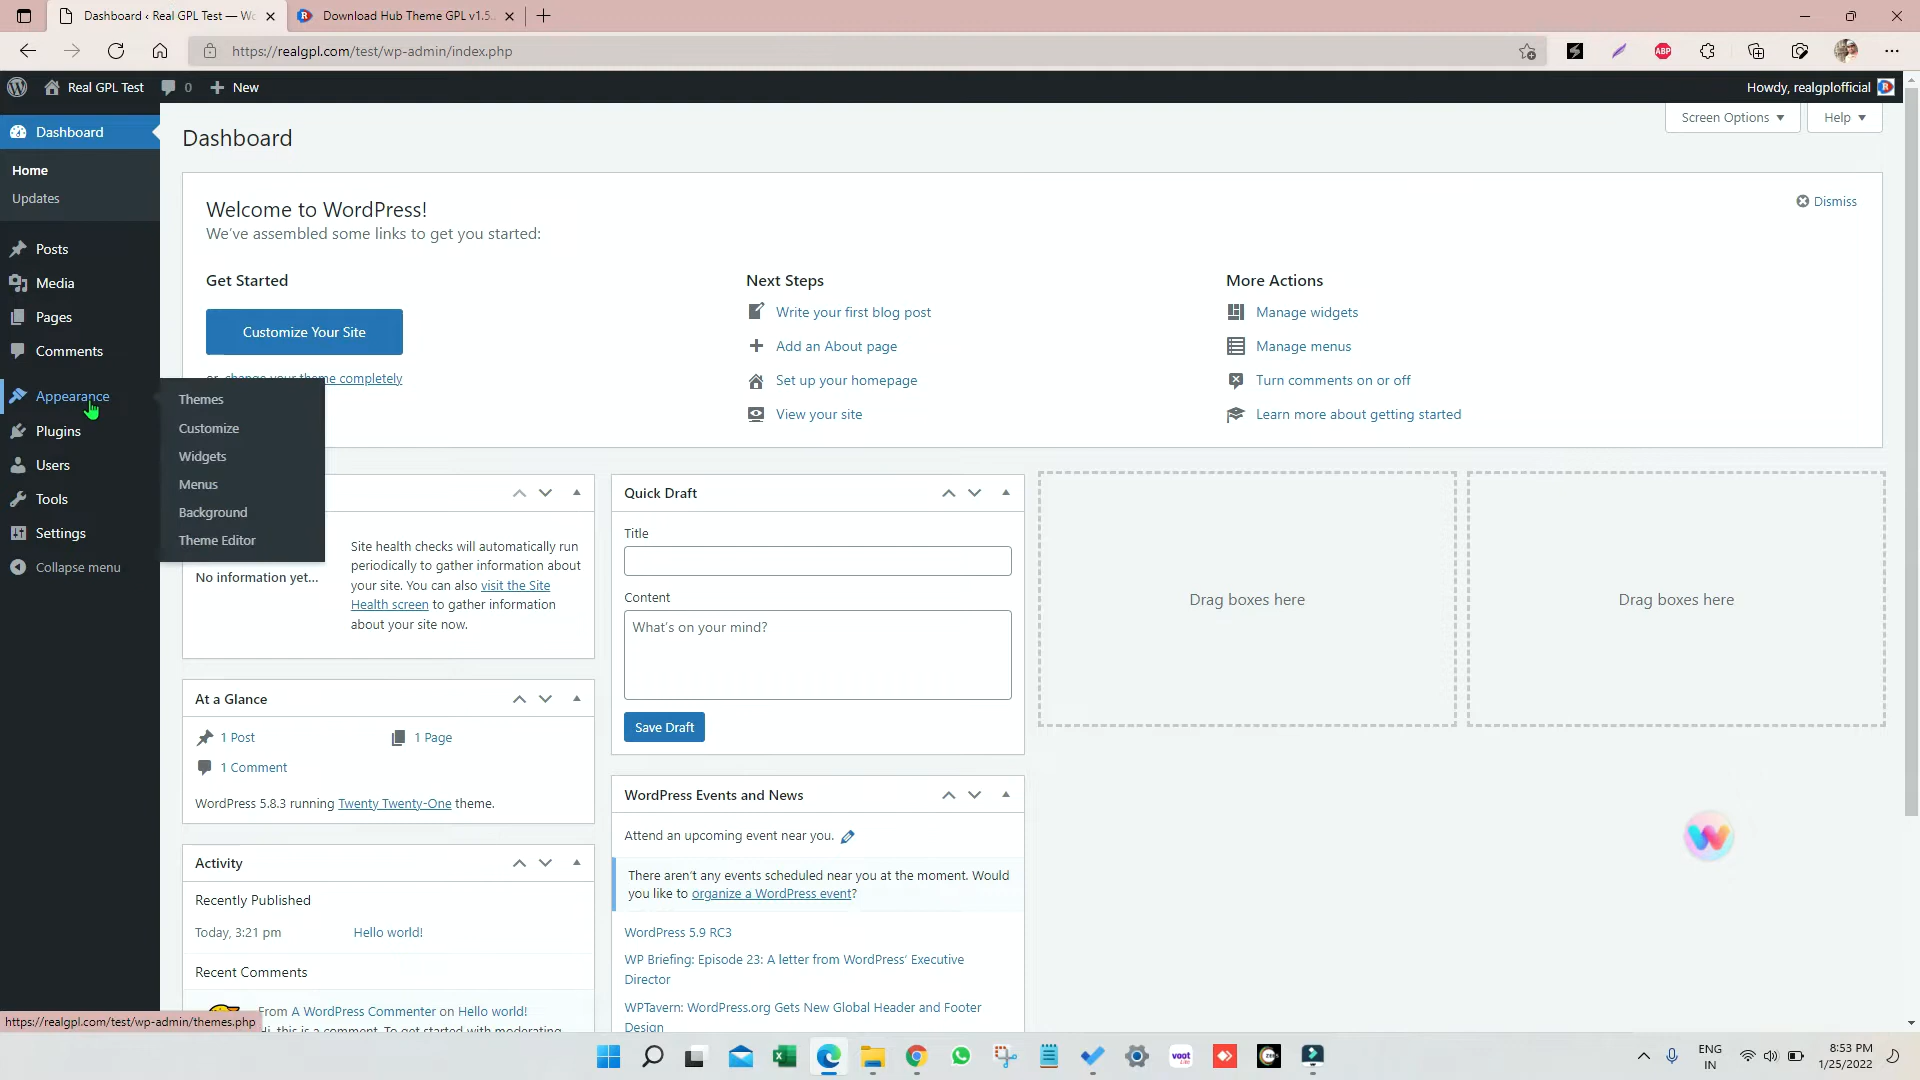 Dashboard ‹ Real GPL Test — Wo
Download Hub Theme GPL v1.5.
https://realgpl.com/test/wp-admin/index.php
ABP
Real GPL Test
0
New
Howdy, realgplofficial
Dashboard
Home
Updates
Posts
Media
Pages
Comments
Appearance
Plugins
Users
Tools
Settings
Collapse menu
Themes
Customize
Widgets
Menus
Background
Theme Editor
Dashboard
Screen Options
Help
Welcome to WordPress!
We've assembled some links to get you started:
Dismiss
Get Started
Customize Your Site
or, change your theme completely
Next Steps
Write your first blog post
Add an About page
Set up your homepage
View your site
More Actions
Manage widgets
Manage menus
Turn comments on or off
Learn more about getting started
No information yet...
Site health checks will automatically run
periodically to gather information about
your site. You can also visit the Site
Health screen to gather information
about your site now.
At a Glance
1 Post
1 Page
1 Comment
WordPress 5.8.3 running Twenty Twenty-One theme.
Activity
Recently Published
Today, 3:21 pm
Hello world!
Recent Comments
From A WordPress Commenter on Hello world!
Hi, this is a comment. To get started with moderating,
Quick Draft
Title
Content
What's on your mind?
Save Draft
WordPress Events and News
Attend an upcoming event near you.
There aren't any events scheduled near you at the moment. Would
you like to organize a WordPress event?
WordPress 5.9 RC3
WP Briefing: Episode 23: A letter from WordPress' Executive
Director
WPTavern: WordPress.org Gets New Global Header and Footer
Design
Drag boxes here
Drag boxes here
https://realgpl.com/test/wp-admin/themes.php
voot
ENG
IN
8:53 PM
1/25/2022